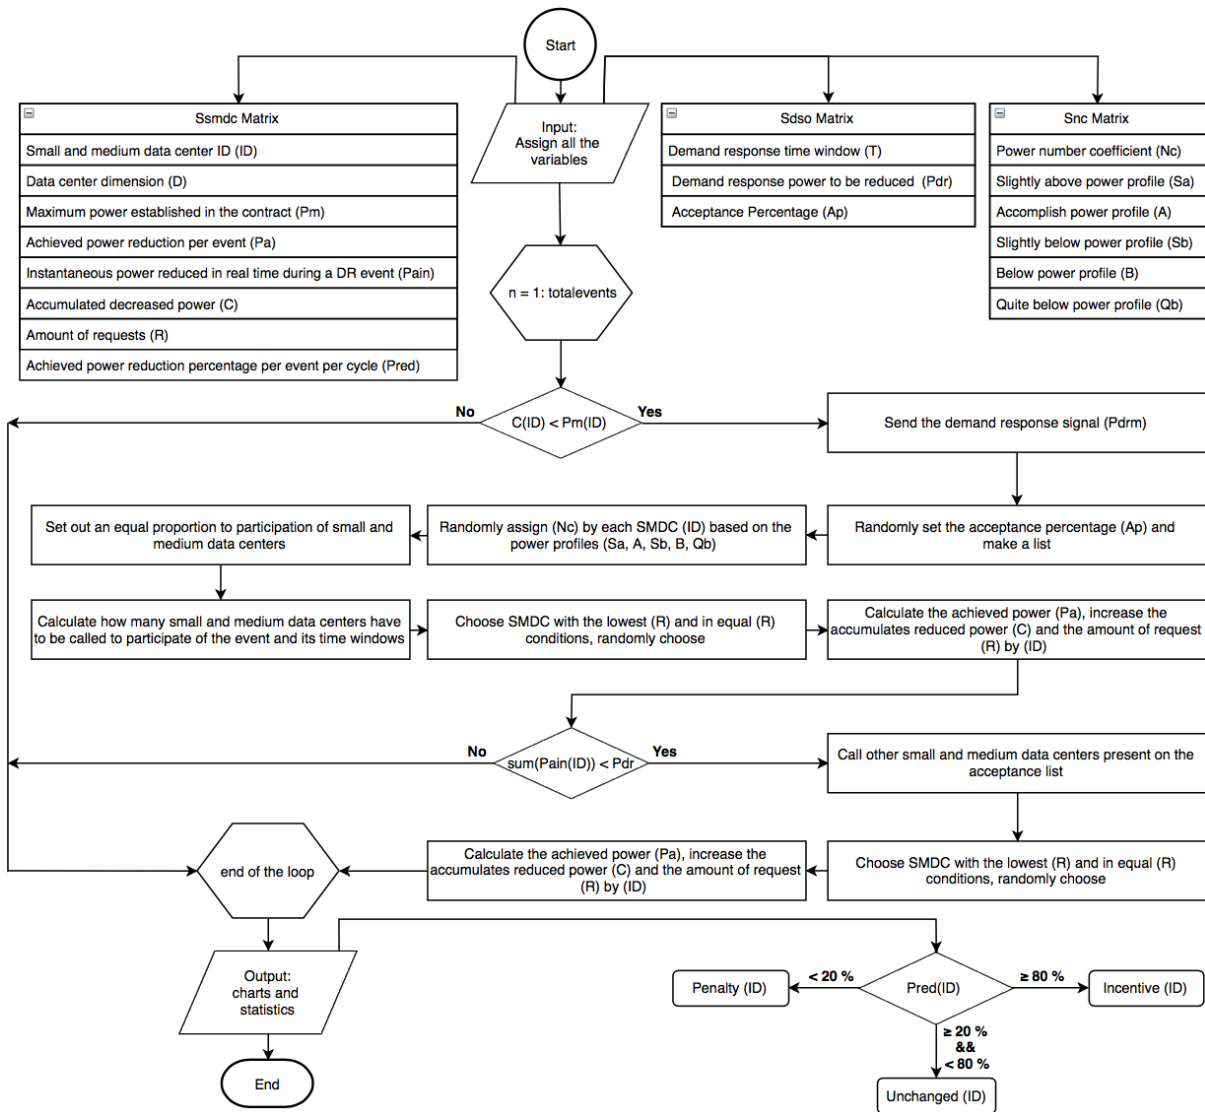 Start
Ssmdc Matrix
Small and medium data center ID (ID)
Data center dimension (D)
Maximum power established in the contract (Pm)
Achieved power reduction per event (Pa)
Instantaneous power reduced in real time during a DR event (Pain)
Accumulated decreased power (C)
Amount of requests (R)
Achieved power reduction percentage per event per cycle (Pred)
Input:
Assign all the
variables
Sdso Matrix
Demand response time window (T)
Demand response power to be reduced (Pdr)
Acceptance Percentage (Ap)
Snc Matrix
Power number coefficient (Nc)
Slightly above power profile (Sa)
Accomplish power profile (A)
Slightly below power profile (Sb)
Below power profile (B)
Quite below power profile (Qb)
n = 1: totalevents
No
C(ID) < Pm(ID)
Yes
Send the demand response signal (Pdrm)
Randomly set the acceptance percentage (Ap) and
make a list
Randomly assign (Nc) by each SMDC (ID) based on the
power profiles (Sa, A, Sb, B, Qb)
Set out an equal proportion to participation of small and
medium data centers
Calculate how many small and medium data centers have
to be called to participate of the event and its time windows
Choose SMDC with the lowest (R) and in equal (R)
conditions, randomly choose
Calculate the achieved power (Pa), increase the
accumulates reduced power (C) and the amount of request
(R) by (ID)
No
sum(Pain(ID)) < Pdr
Yes
Call other small and medium data centers present on the
acceptance list
Choose SMDC with the lowest (R) and in equal (R)
conditions, randomly choose
Calculate the achieved power (Pa), increase the
accumulates reduced power (C) and the amount of request
(R) by (ID)
end of the loop
Output:
charts and
statistics
End
Pred(ID)
< 20 %
Penalty (ID)
≥ 80 %
Incentive (ID)
≥ 20 %
&&
< 80 %
Unchanged (ID)